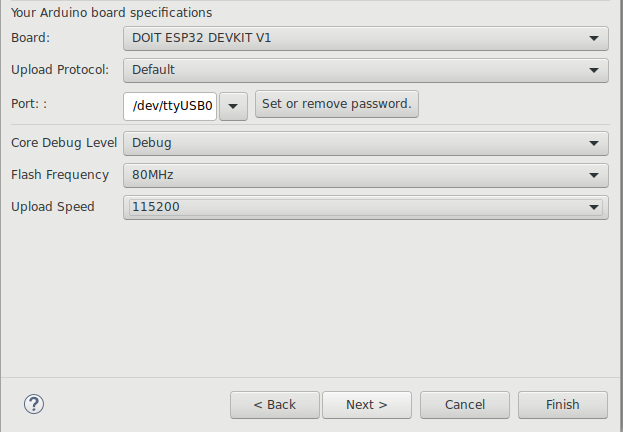 Your Arduino board specifications
Board: DOIT ESP32 DEVKIT V1
Upload Protocol: Default
Port: : /dev/ttyUSB0 Set or remove password.
Core Debug Level Debug
Flash Frequency 80MHz
Upload Speed 115200
? < Back Next > Cancel Finish